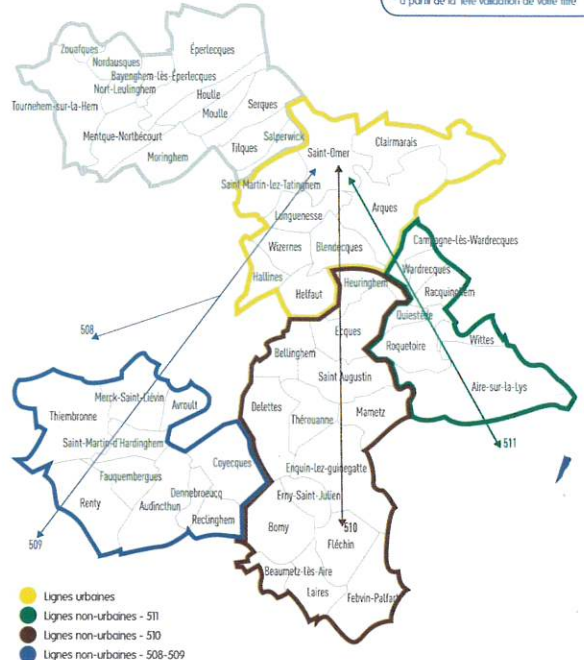 à partir de la 1ère validation de votre titre
Zouafques
Éperlecques
Nordausques
Bayenghem-lès-Éperlecques
Nort-Leulinghem
Houlle
Serques
Tournehem-sur-la-Hem
Moulle
Mentque-Nortbécourt
Salperwick
Tilques
Moringhem
Clairmarais
Saint-Omer
Saint Martin-lez-Tatinghem
Longuenesse
Arques
Wizernes
Blendecques
Campagne-lès-Wardrecques
Wardrecques
Hallines
Heuringhem
Racquinghem
Helfaut
Quiestède
Ecques
Wittes
Roquetoire
508
Bellinghem
Saint Augustin
Aire-sur-la-Lys
Merck-Saint-Liévin
Avroult
Delettes
Mametz
Thiembronne
Thérouanne
511
Saint-Martin-d'Hardinghem
Coyecques
Enquin-lez-guinegatte
Fauquembergues
Dennebroeucq
Erny-Saint-Julien
Renty
Audincthun
Reclinghem
Bomy
510
509
Fléchin
Beaumetz-lès-Aire
Laires
Febvin-Palfart
Lignes urbaines
Lignes non-urbaines - 511
Lignes non-urbaines - 510
Lignes non-urbaines - 508-509